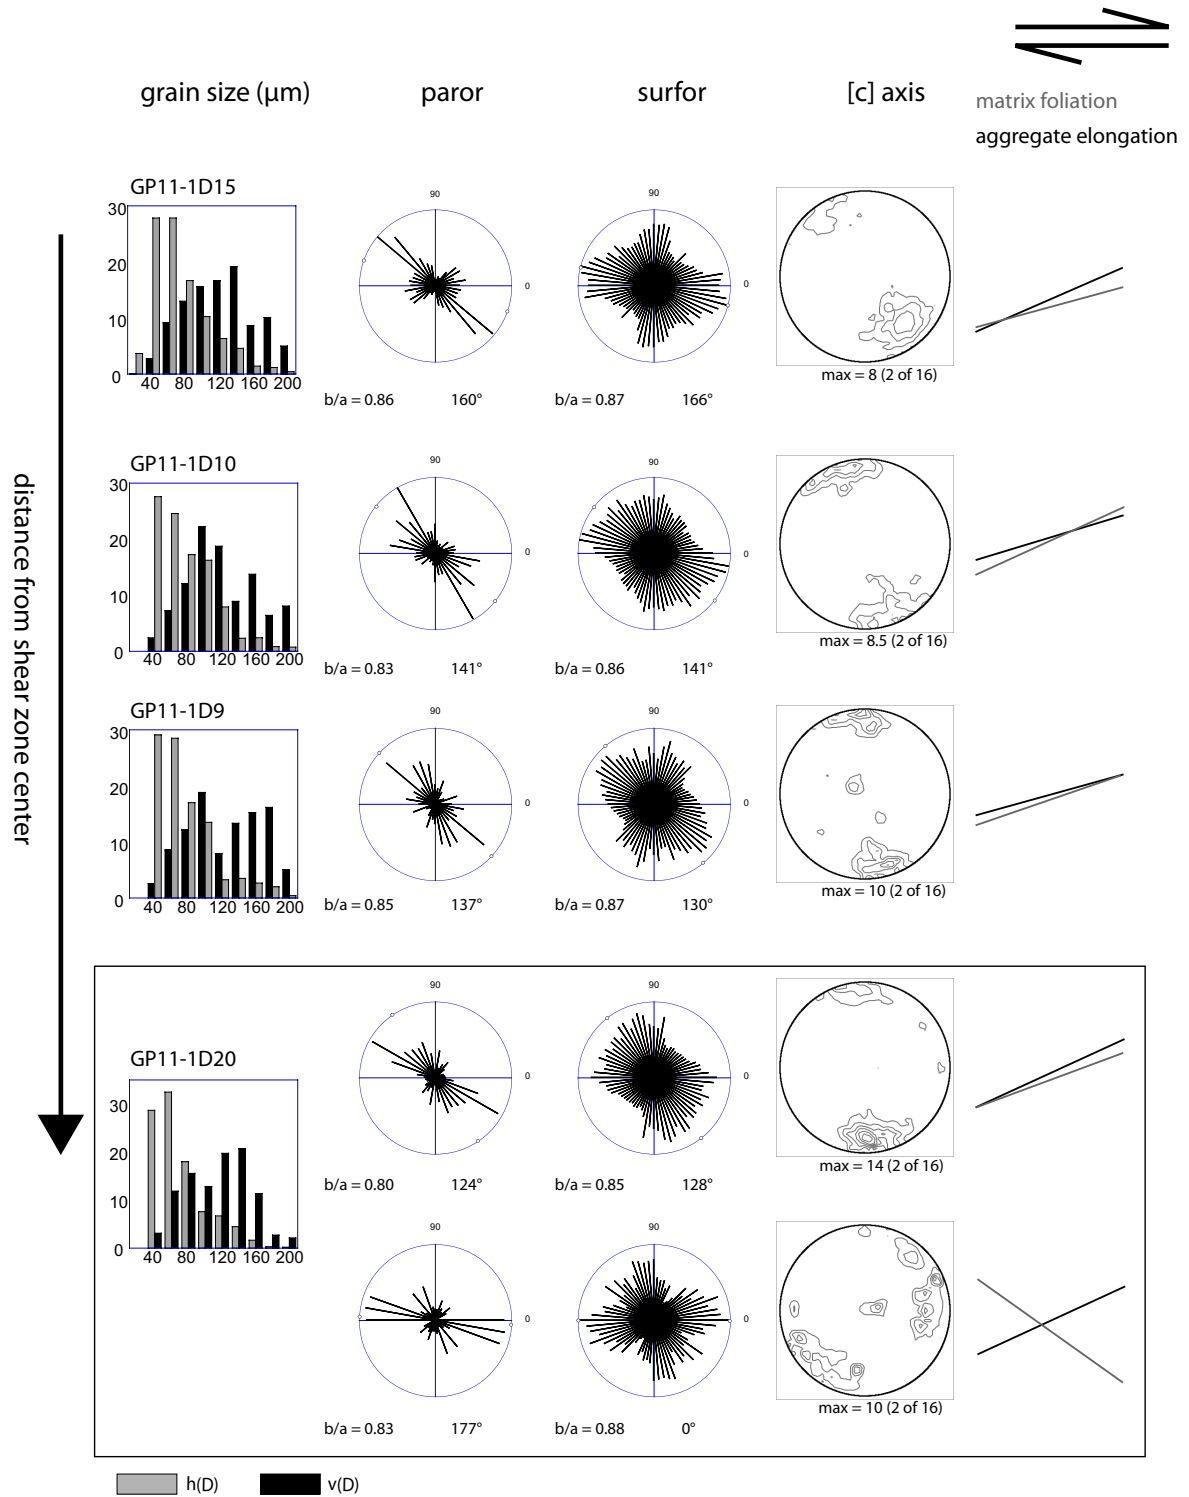 grain size (µm) paror surfor [c] axis
matrix foliation
aggregate elongation
distance from shear zone center
GP11-1D15
30
20
10
0
40 80 120 160 200
90
0
b/a = 0.86 160°
90
0
b/a = 0.87 166°
max = 8 (2 of 16)
GP11-1D10
30
20
10
0
40 80 120 160 200
90
0
b/a = 0.83 141°
90
0
b/a = 0.86 141°
max = 8.5 (2 of 16)
GP11-1D9
30
20
10
0
40 80 120 160 200
90
0
b/a = 0.85 137°
90
0
b/a = 0.87 130°
max = 10 (2 of 16)
GP11-1D20
30
20
10
0
40 80 120 160 200
90
0
b/a = 0.80 124°
90
0
b/a = 0.85 128°
max = 14 (2 of 16)
90
0
b/a = 0.83 177°
90
0
b/a = 0.88 0°
max = 10 (2 of 16)
h(D) v(D)